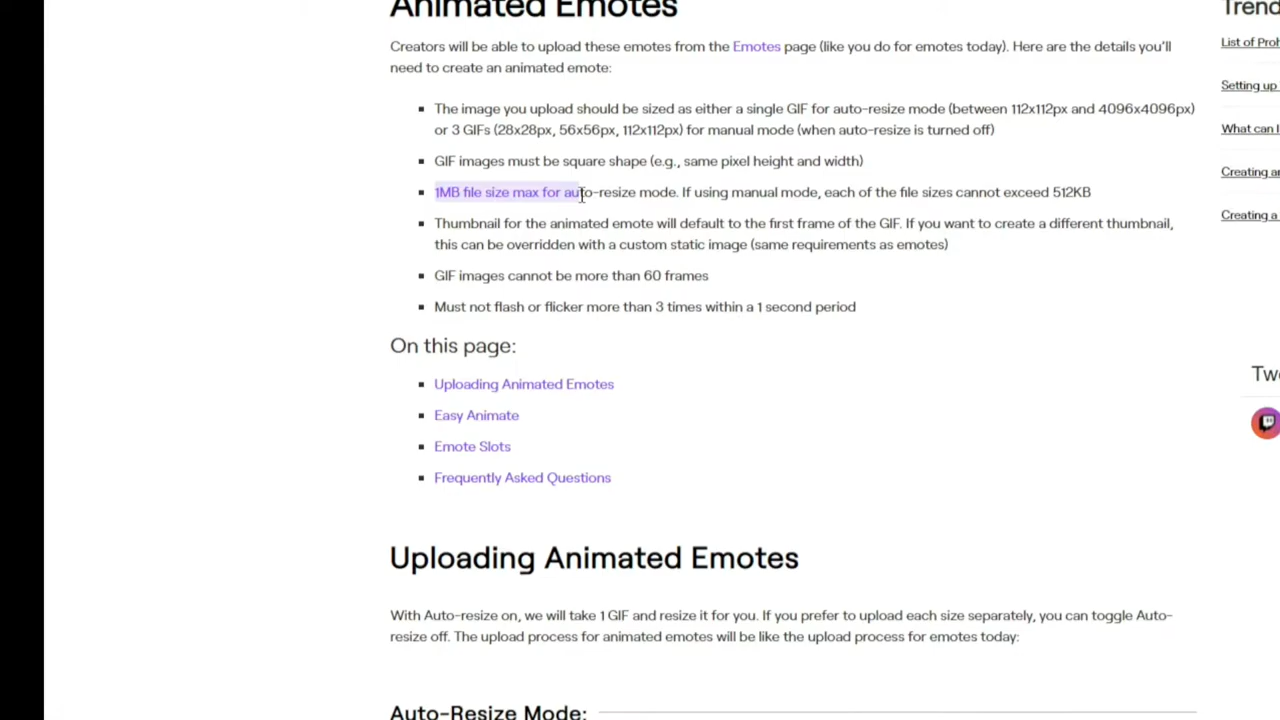 Animated Emotes
Trend
Creators will be able to upload these emotes from the Emotes page (like you do for emotes today). Here are the details you'll
need to create an animated emote:
List of Proh
Setting up
What can I
Creating an
Creating a
▪ The image you upload should be sized as either a single GIF for auto-resize mode (between 112x112px and 4096x4096px)
or 3 GIFs (28x28px, 56x56px, 112x112px) for manual mode (when auto-resize is turned off)
▪ GIF images must be square shape (e.g., same pixel height and width)
▪ 1MB file size max for auto-resize mode. If using manual mode, each of the file sizes cannot exceed 512KB
▪ Thumbnail for the animated emote will default to the first frame of the GIF. If you want to create a different thumbnail,
this can be overridden with a custom static image (same requirements as emotes)
▪ GIF images cannot be more than 60 frames
▪ Must not flash or flicker more than 3 times within a 1 second period
On this page:
▪ Uploading Animated Emotes
▪ Easy Animate
▪ Emote Slots
▪ Frequently Asked Questions
Uploading Animated Emotes
With Auto-resize on, we will take 1 GIF and resize it for you. If you prefer to upload each size separately, you can toggle Auto-
resize off. The upload process for animated emotes will be like the upload process for emotes today:
Auto-Resize Mode: